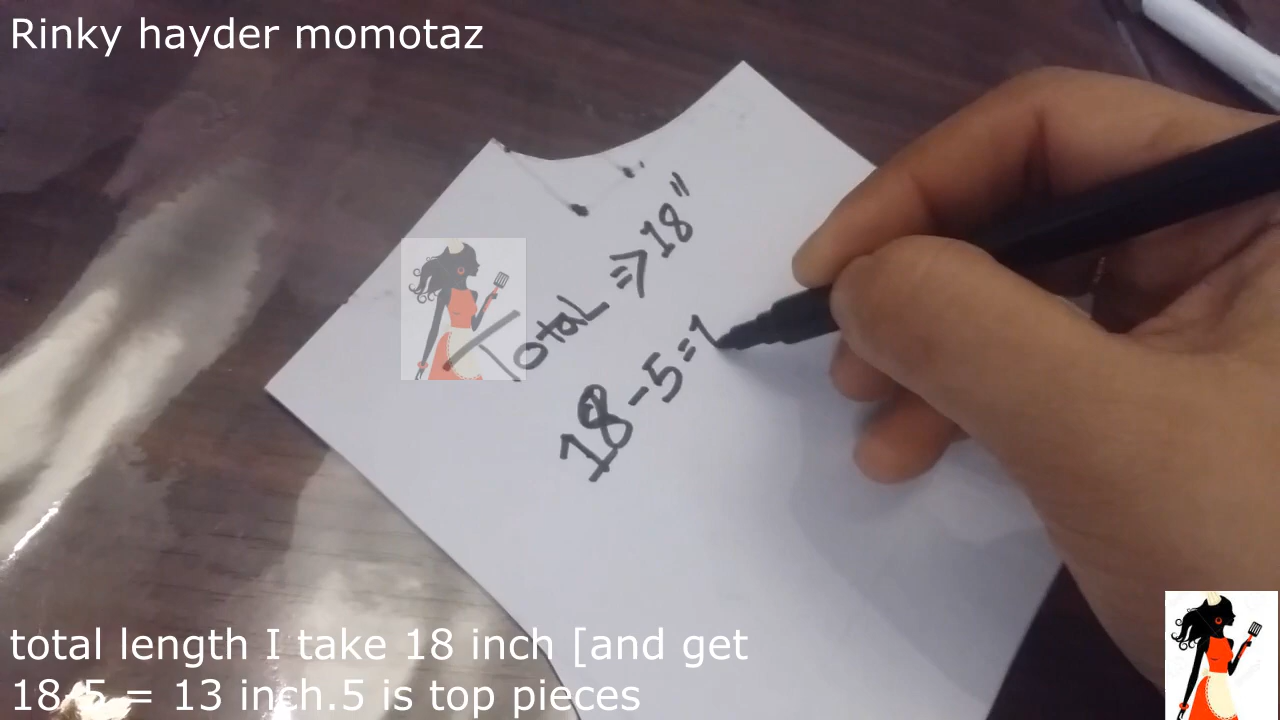 Rinky hayder momotaz
Total => 18"
18-5=1
total length I take 18 inch [and get
18-5 = 13 inch.5 is top pieces